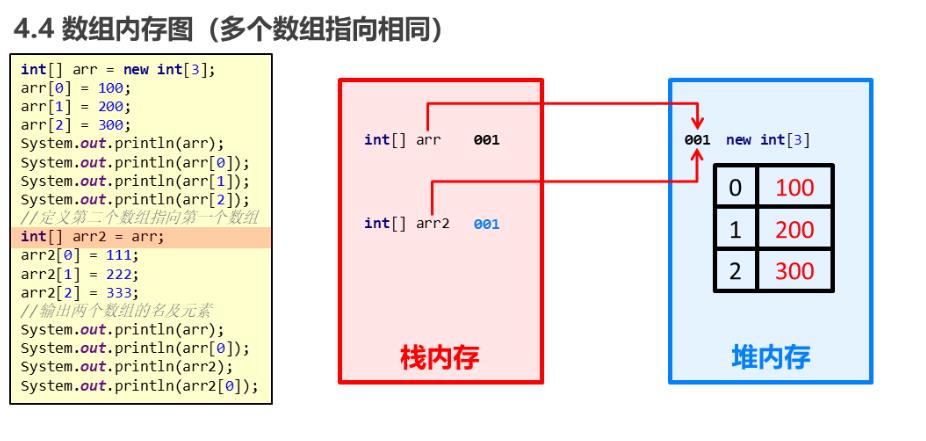 4.4 数组内存图（多个数组指向相同）
int[] arr = new int[3];
arr[0] = 100;
arr[1] = 200;
arr[2] = 300;
System.out.println(arr);
System.out.println(arr[0]);
System.out.println(arr[1]);
System.out.println(arr[2]);
//定义第二个数组指向第一个数组
int[] arr2 = arr;
arr2[0] = 111;
arr2[1] = 222;
arr2[2] = 333;
//输出两个数组的名及元素
System.out.println(arr);
System.out.println(arr[0]);
System.out.println(arr2);
System.out.println(arr2[0]);
int[] arr 001
int[] arr2 001
栈内存
001 new int[3]
0 100
1 200
2 300
堆内存